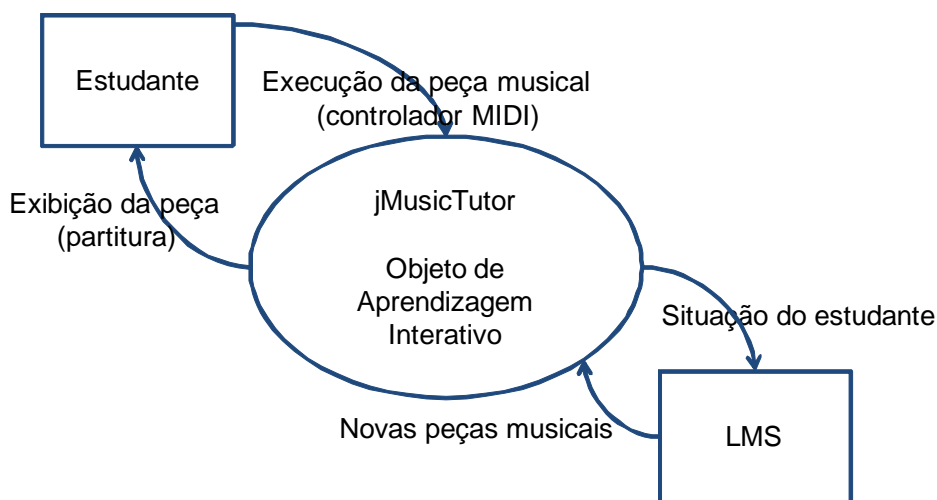 Estudante
Execução da peça musical
(controlador MIDI)
Exibição da peça
(partitura)
jMusicTutor
Objeto de
Aprendizagem
Interativo
Situação do estudante
Novas peças musicais
LMS